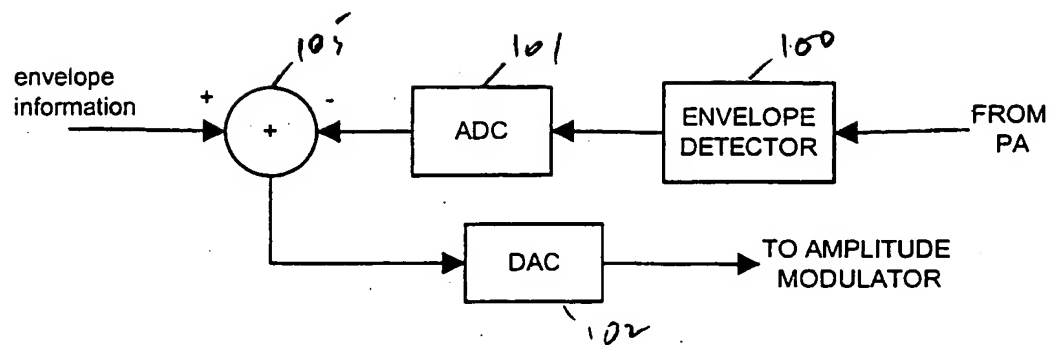 105
101
100
envelope
information
+
-
+
ADC
ENVELOPE
DETECTOR
FROM
PA
DAC
TO AMPLITUDE
MODULATOR
102